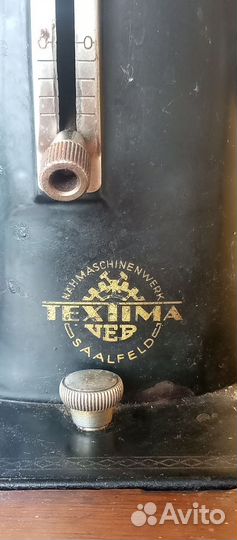 NÄHMASCHINENWERK
TEXTIMA
VEB
SAALFELD
Avito